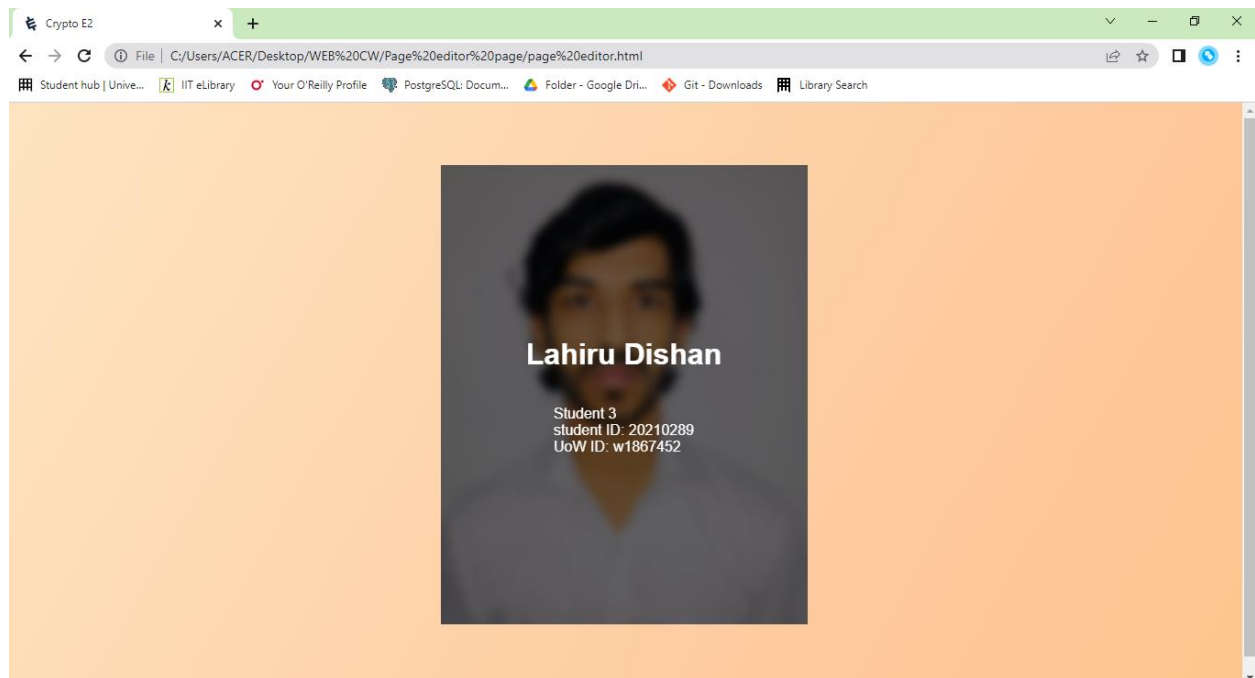 Crypto E2
File | C:/Users/ACER/Desktop/WEB%20CW/Page%20editor%20page/page%20editor.html
Student hub | Unive... IIT eLibrary Your O'Reilly Profile PostgreSQL: Docum... Folder - Google Dri... Git - Downloads Library Search
Lahiru Dishan
Student 3
student ID: 20210289
UoW ID: w1867452